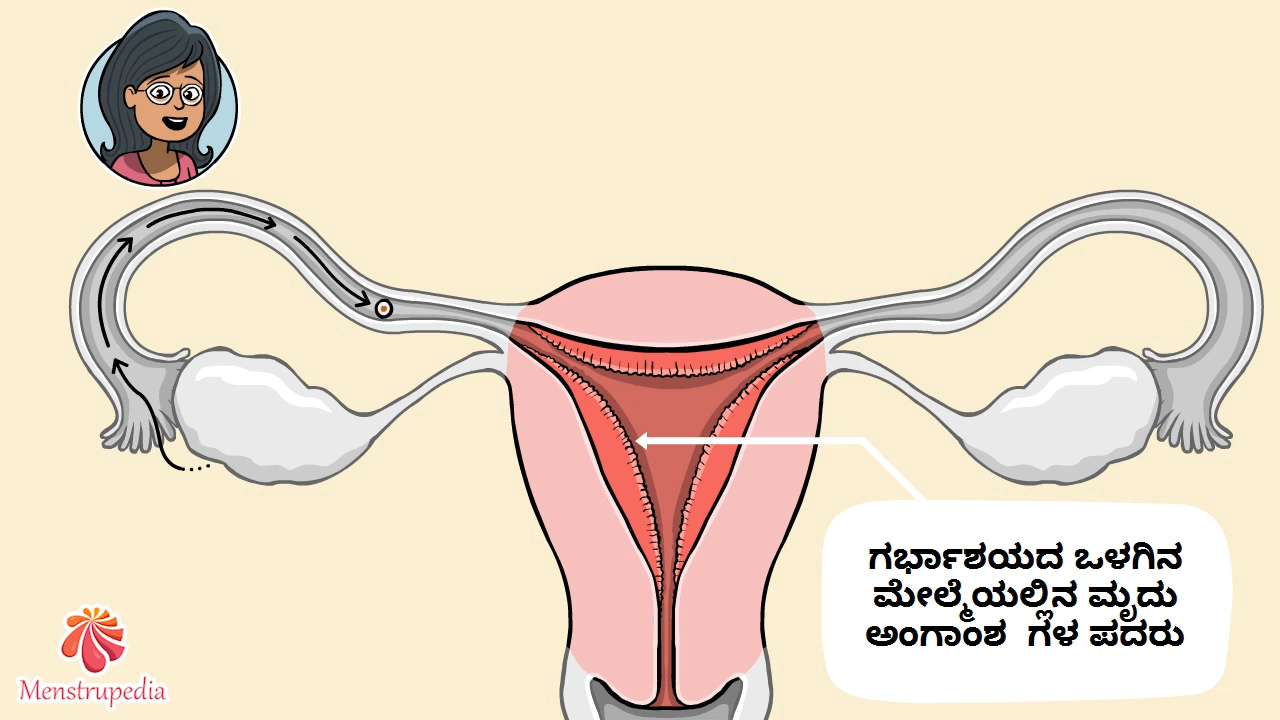 ಗರ್ಭಾಶಯದ ಒಳಗಿನ
ಮೇಲ್ಮೆಯಲ್ಲಿನ ಮೃದು
ಅಂಗಾಂಶ ಗಳ ಪದರು
Menstrupedia